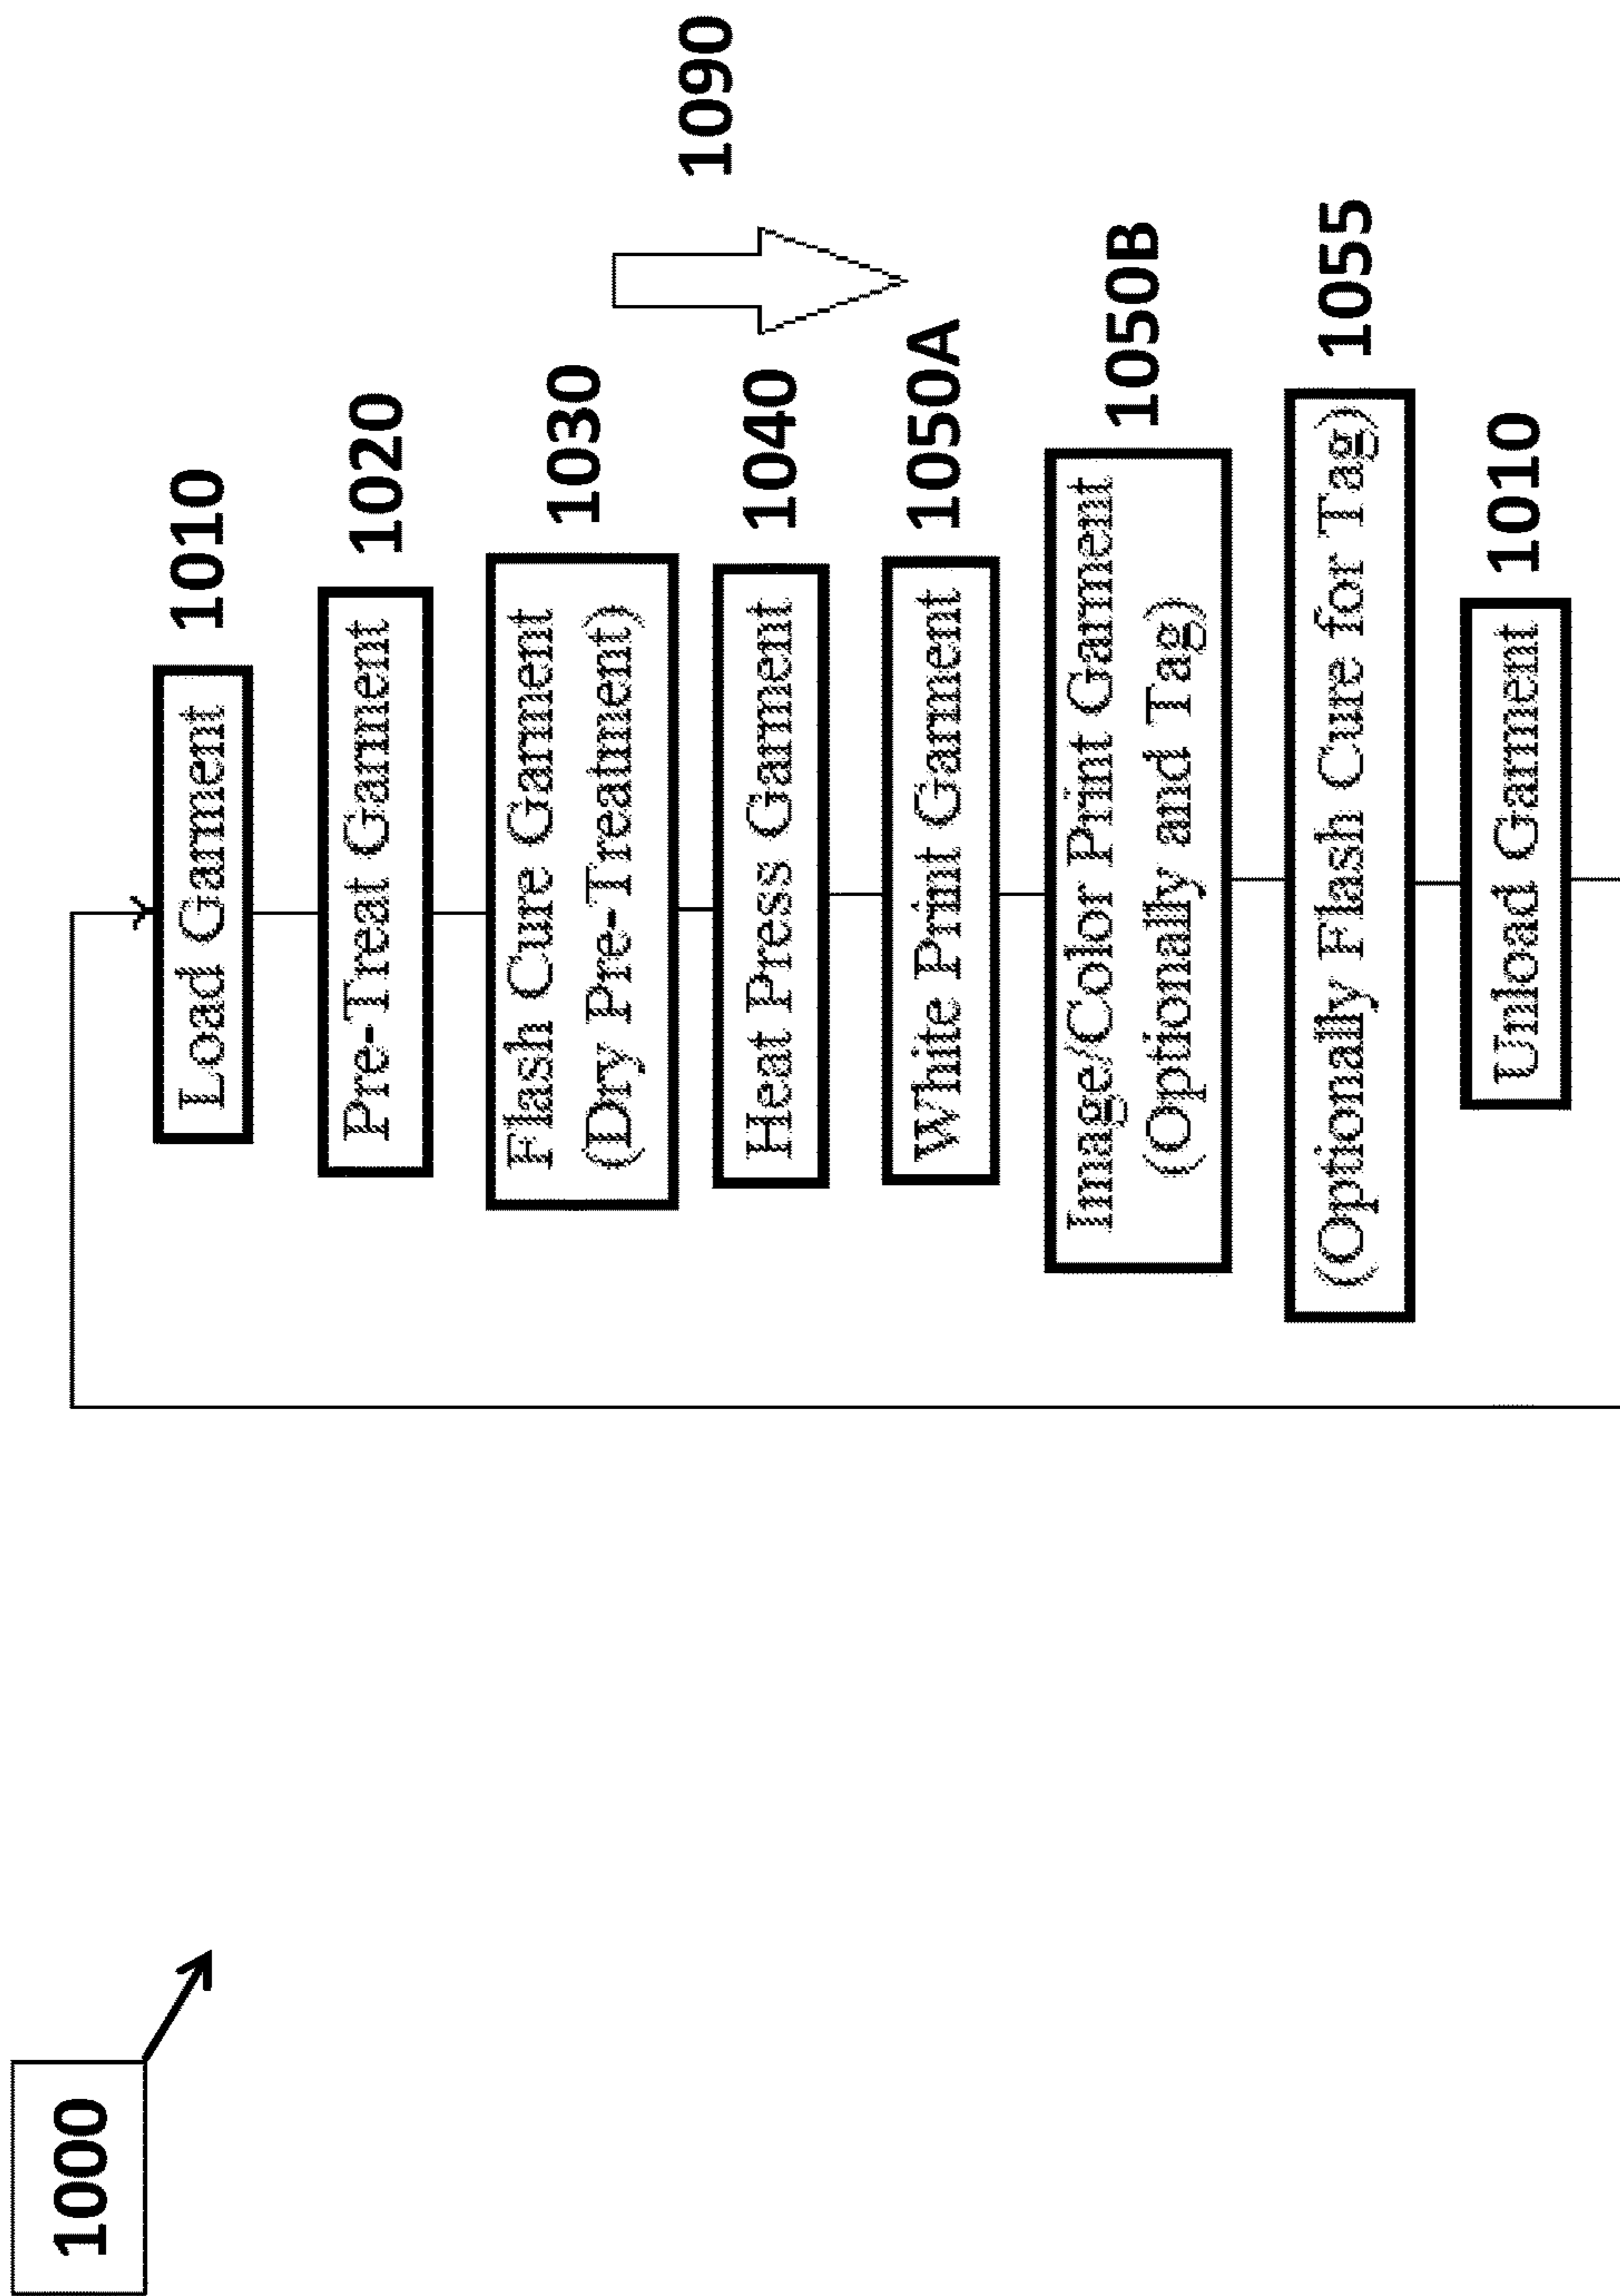 1000
Load Garment
1010
Pre-Treat Garment
1020
Flash Cure Garment
(Dry Pre-Treatment)
1030
1090
Heat Press Garment
1040
White Print Garment
1050A
Image/Color Print Garment
(Optionally and Tag)
1050B
(Optionally Flash Cure for Tag)
1055
Unload Garment
1010